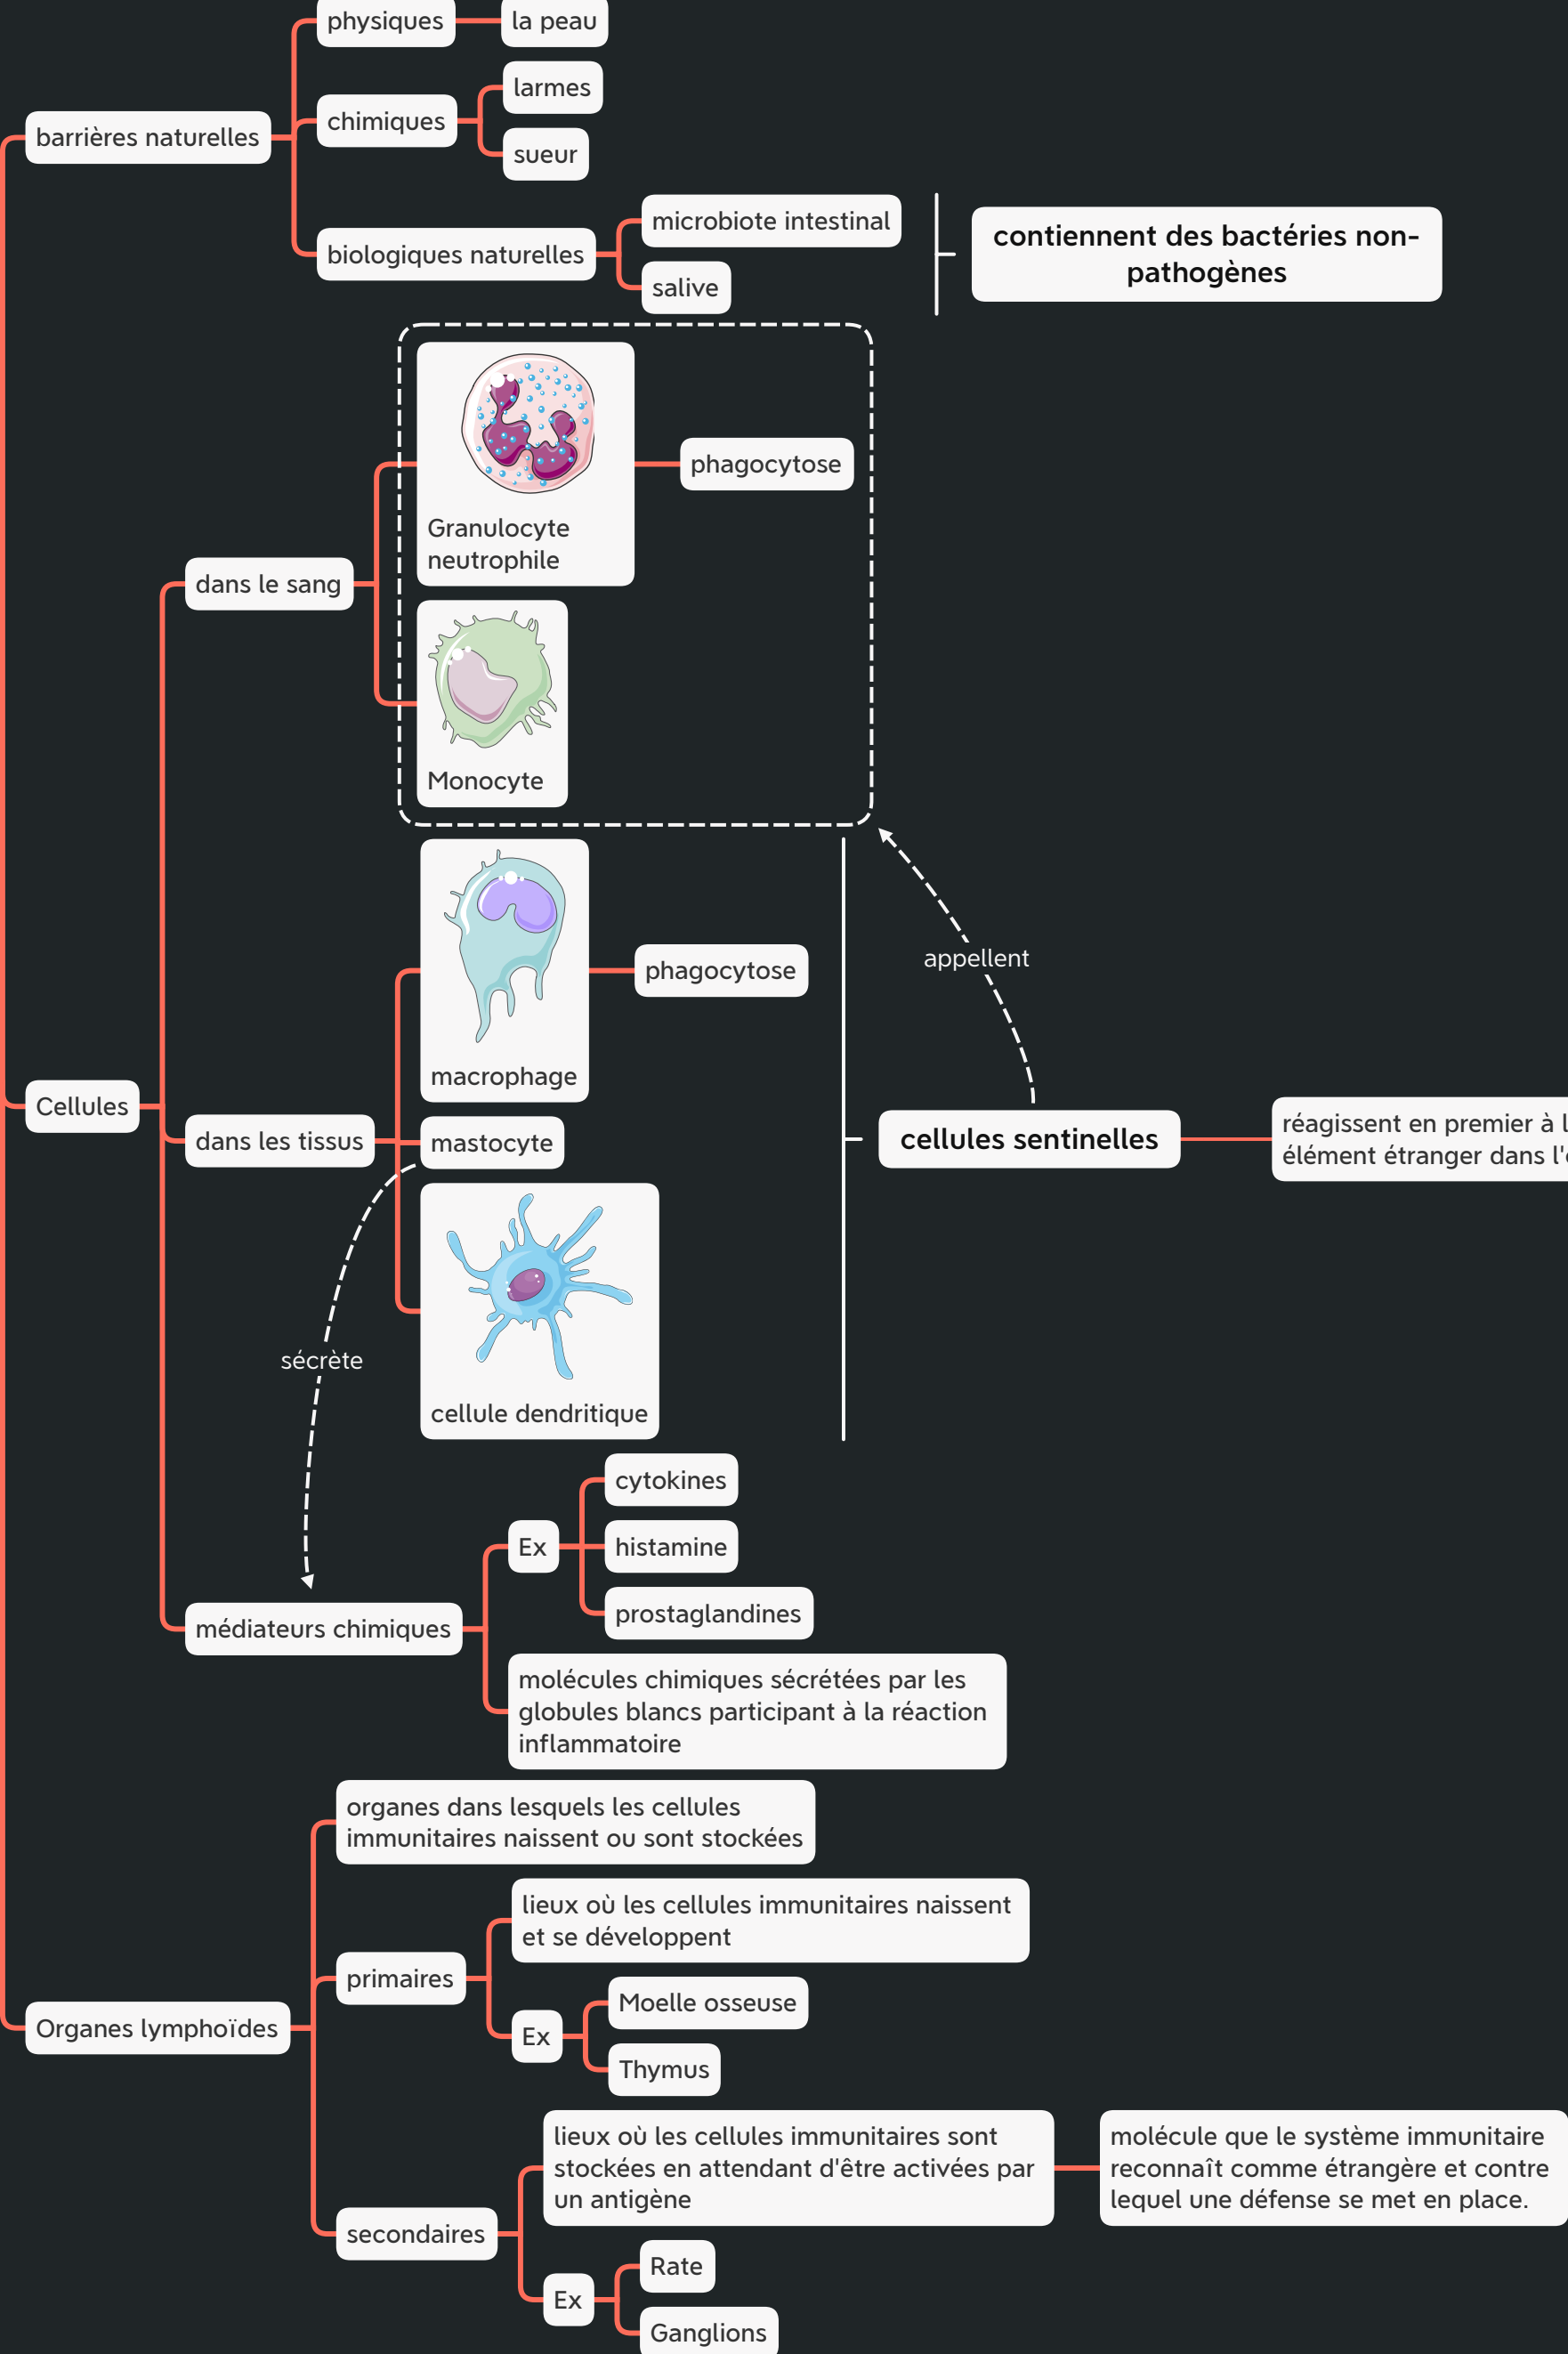 physiques
la peau
larmes
chimiques
barrières naturelles
sueur
microbiote intestinal
contiennent des bactéries non-
pathogènes
biologiques naturelles
salive
phagocytose
Granulocyte
neutrophile
dans le sang
Monocyte
appellent
phagocytose
macrophage
Cellules
dans les tissus
mastocyte
cellules sentinelles
réagissent en premier à
élément étranger dans
sécrète
cellule dendritique
cytokines
Ex
histamine
prostaglandines
médiateurs chimiques
molécules chimiques sécrétées par les
globules blancs participant à la réaction
inflammatoire
organes dans lesquels les cellules
immunitaires naissent ou sont stockées
lieux où les cellules immunitaires naissent
et se développent
primaires
Moelle osseuse
Organes lymphoïdes
Ex
Thymus
lieux où les cellules immunitaires sont
stockées en attendant d'être activées par
un antigène
molécule que le système immunitaire
reconnaît comme étrangère et contre
lequel une défense se met en place.
secondaires
Rate
Ex
Ganglions